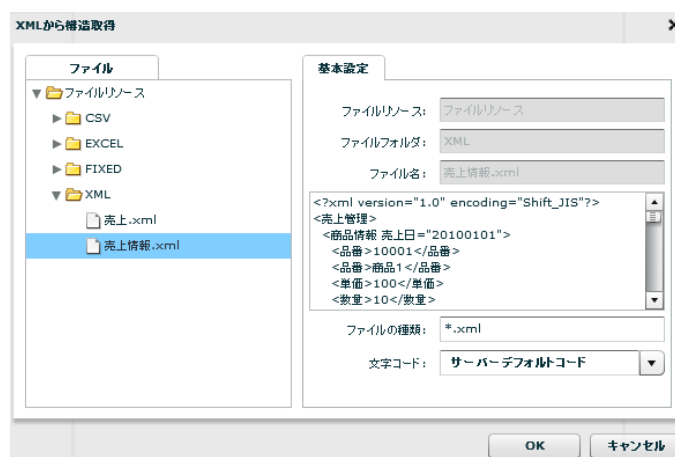 XMLから構造取得
ファイル
ファイルリソース
CSV
EXCEL
FIXED
XML
売上.xml
売上情報.xml
基本設定
ファイルリソース: ファイルリソース
ファイルフォルダ: XML
ファイル名: 売上情報.xml
<?xml version="1.0" encoding="Shift_JIS"?>
<売上管理>
<商品情報 売上日="20100101">
<品番>10001</品番>
<品番>商品1</品番>
<単価>100</単価>
<数量>10</数量>
ファイルの種類: *.xml
文字コード: サーバーデフォルトコード
OK
キャンセル